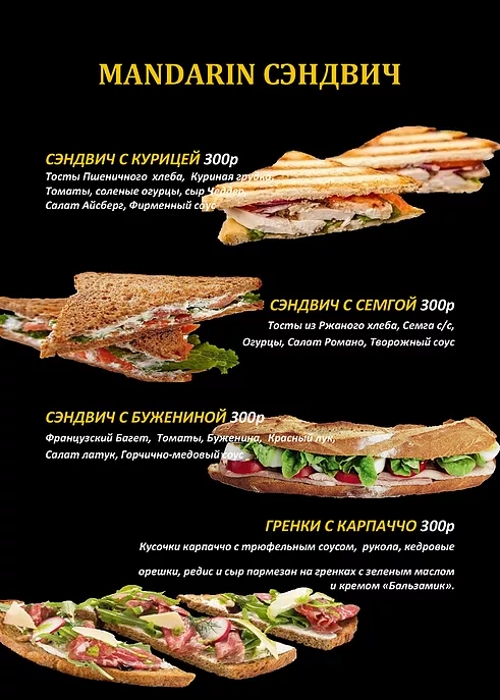 MANDARIN СЭНДВИЧ
СЭНДВИЧ С КУРИЦЕЙ 300р
Тосты Пшеничного хлеба, Куриная грудка,
Томаты, соленые огурцы, сыр Чеддер,
Салат Айсберг, Фирменный соус
СЭНДВИЧ С СЕМГОЙ 300р
Тосты из Ржаного хлеба, Семга с/с,
Огурцы, Салат Романо, Творожный соус
СЭНДВИЧ С БУЖЕНИНОЙ 300р
Французский Багет, Томаты, Буженина, Красный лук,
Салат латук, Горчично-медовый соус
ГРЕНКИ С КАРПАЧЧО 300р
Кусочки карпаччо с трюфельным соусом, рукола, кедровые
орешки, редис и сыр пармезан на гренках с зеленым маслом
и кремом «Бальзамик».